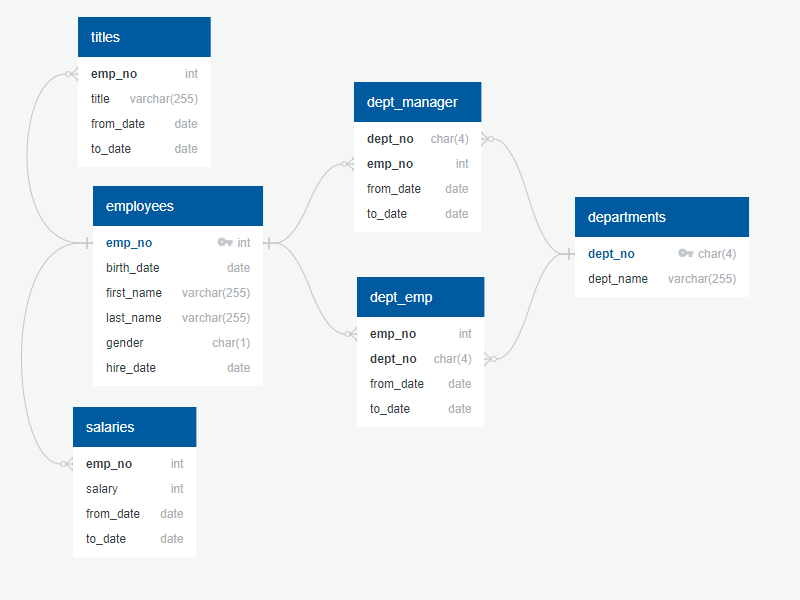 titles
emp_no int
title varchar(255)
from_date date
to_date date
employees
emp_no int
birth_date date
first_name varchar(255)
last_name varchar(255)
gender char(1)
hire_date date
salaries
emp_no int
salary int
from_date date
to_date date
dept_manager
dept_no char(4)
emp_no int
from_date date
to_date date
dept_emp
emp_no int
dept_no char(4)
from_date date
to_date date
departments
dept_no char(4)
dept_name varchar(255)